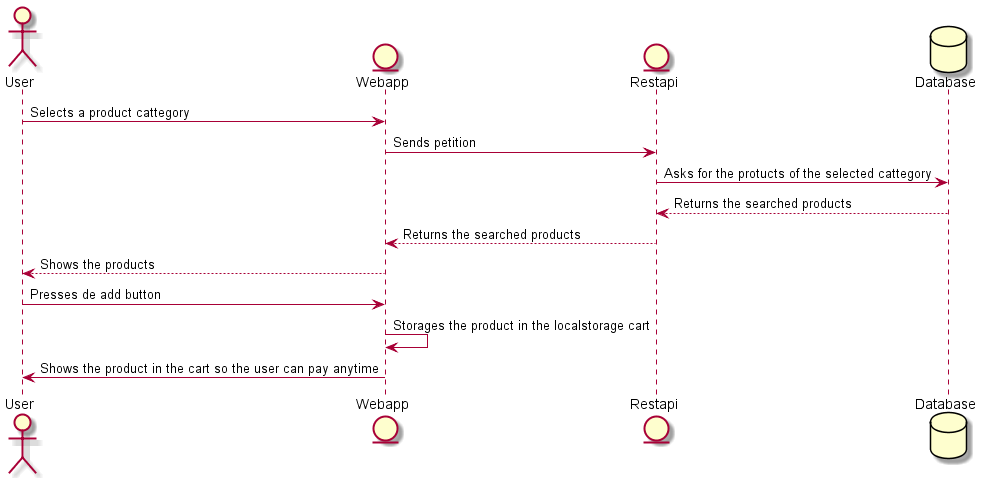 User
Webapp
Restapi
Database
Selects a product cattegory
Sends petition
Asks for the protucts of the selected cattegory
Returns the searched products
Returns the searched products
Shows the products
Presses de add button
Storages the product in the localstorage cart
Shows the product in the cart so the user can pay anytime
User
Webapp
Restapi
Database